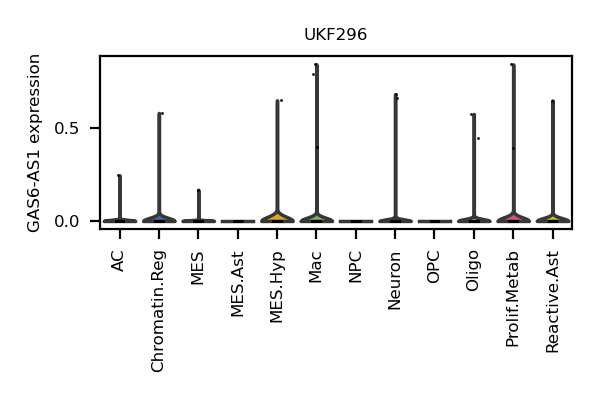 UKF296
GAS6-AS1 expression
0.5
0.0
AC
Chromatin.Reg
MES
MES.Ast
MES.Hyp
Mac
NPC
Neuron
OPC
Oligo
Prolif.Metab
Reactive.Ast